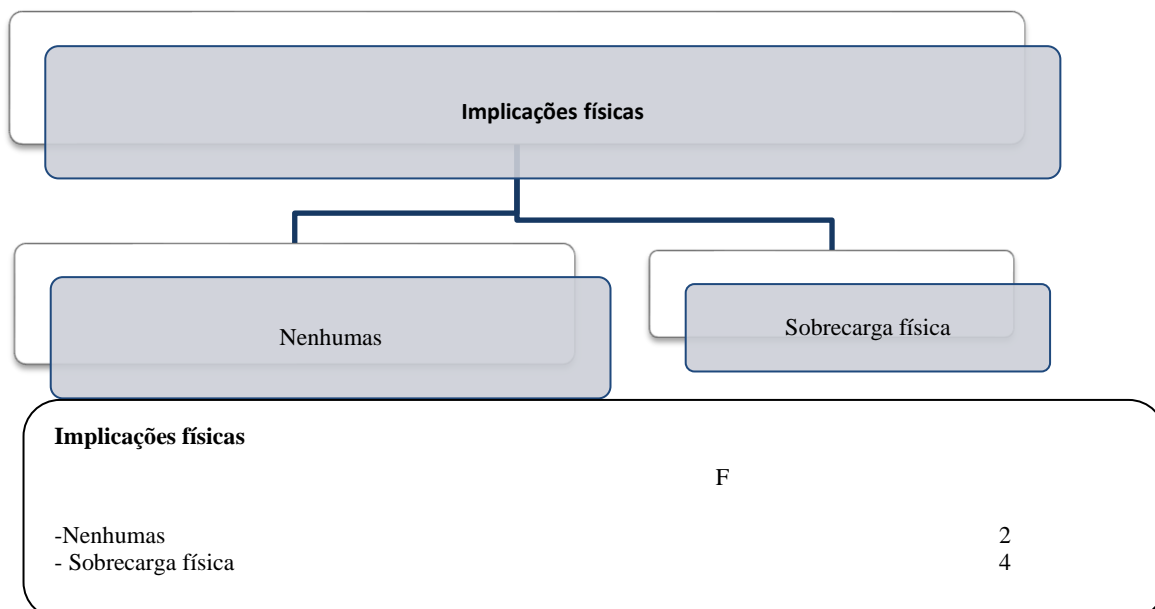 Implicações físicas
Nenhumas
Sobrecarga física
Implicações físicas
F
-Nenhumas 2
- Sobrecarga física 4